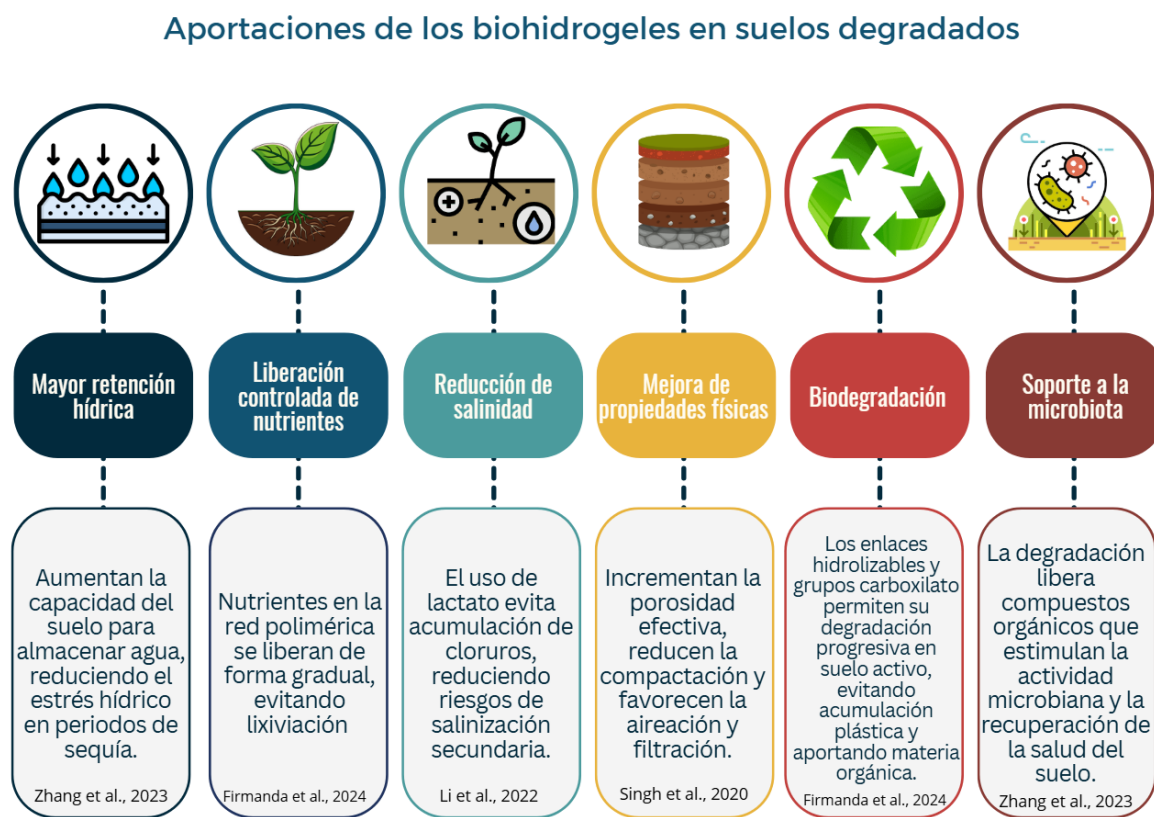 Aportaciones de los biohidrogeles en suelos degradados
Mayor retención
hídrica
Liberación
controlada de
nutrientes
Reducción de
salinidad
Mejora de
propiedades físicas
Biodegradación
Soporte a la
microbiota
Aumentan la
capacidad del
suelo para
almacenar agua,
reduciendo el
estrés hídrico
en periodos de
sequía.
Zhang et al., 2023
Nutrientes en la
red polimérica
se liberan de
forma gradual,
evitando
lixiviación
Firmanda et al., 2024
El uso de
lactato evita
acumulación de
cloruros,
reduciendo
riesgos de
salinización
secundaria.
Li et al., 2022
Incrementan la
porosidad
efectiva,
reducen la
compactación y
favorecen la
aireación y
filtración.
Singh et al., 2020
Los enlaces
hidrolizables y
grupos carboxilato
permiten su
degradación
progresiva en
suelo activo,
evitando
acumulación
plástica y
aportando materia
orgánica.
Firmanda et al., 2024
La degradación
libera
compuestos
orgánicos que
estimulan la
actividad
microbiana y la
recuperación de
la salud del
suelo.
Zhang et al., 2023